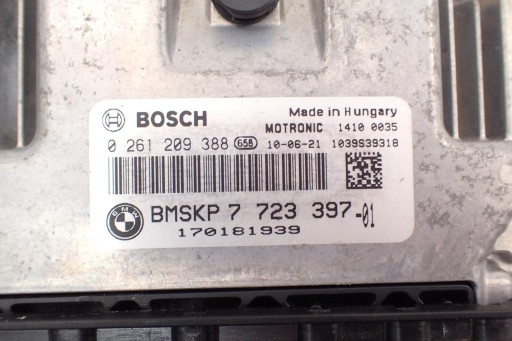 BOSCH Made in Hungary
MOTRONIC 1410 0035
0 261 209 388 65B 10-06-21 1039S39318
BMW BMSKP 7 723 397-01
170181939